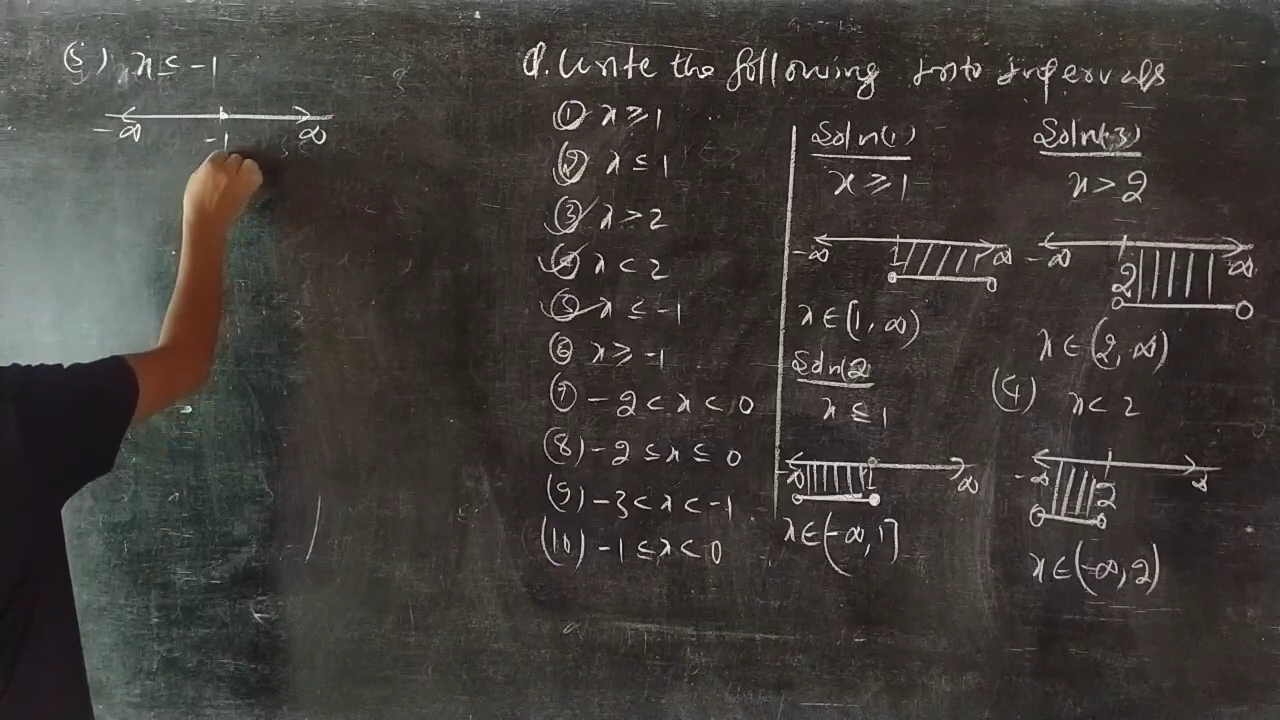 (5) x ≤ -1
-∞ -1 ∞
Q. Write the following into intervals
① x ≥ 1
② x ≤ 1
③ x > 2
④ x < 2
⑤ x ≤ -1
⑥ x ≥ -1
⑦ -2 < x < 0
(8) -2 ≤ x ≤ 0
(9) -3 < x < -1
(10) -1 ≤ x < 0
Soln(1)
x ≥ 1
-∞ 1 ∞
x ∈ [1, ∞)
Soln(2)
x ≤ 1
-∞ 1 ∞
x ∈ (-∞, 1]
Soln(3)
x > 2
-∞ 2 ∞
x ∈ (2, ∞)
(4) x < 2
-∞ 2 ∞
x ∈ (-∞, 2)